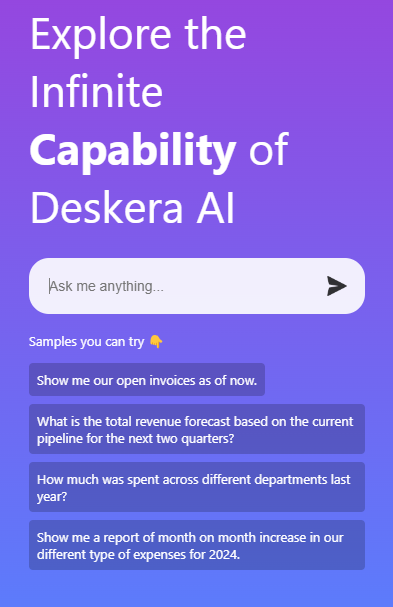 Explore the
Infinite
Capability of
Deskera AI
Ask me anything...
Samples you can try 👇
Show me our open invoices as of now.
What is the total revenue forecast based on the current
pipeline for the next two quarters?
How much was spent across different departments last
year?
Show me a report of month on month increase in our
different type of expenses for 2024.